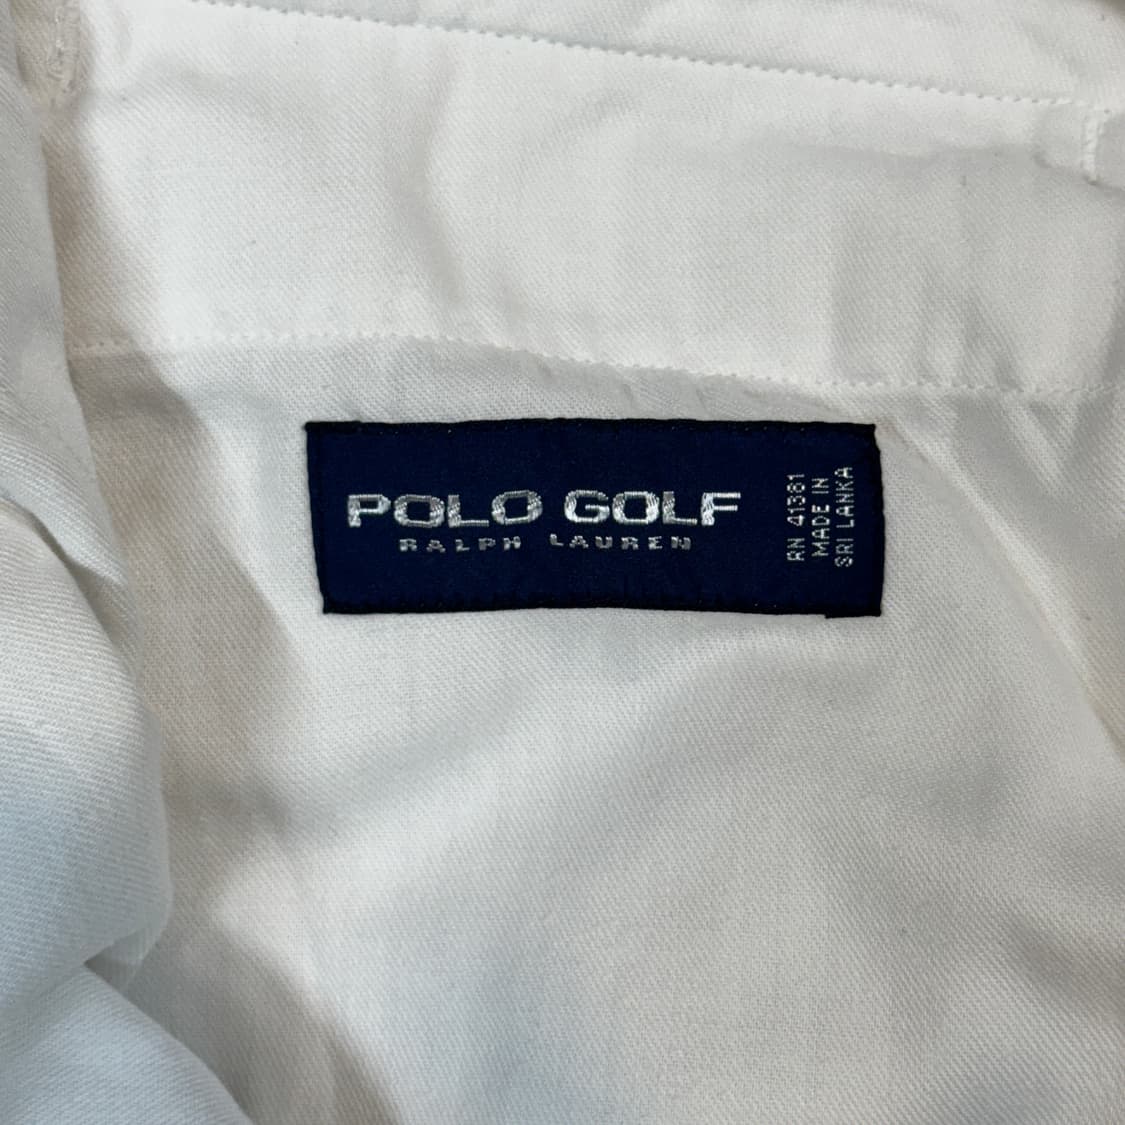 POLO GOLF
RALPH LAUREN
RN 41381
MADE IN
SRI LANKA